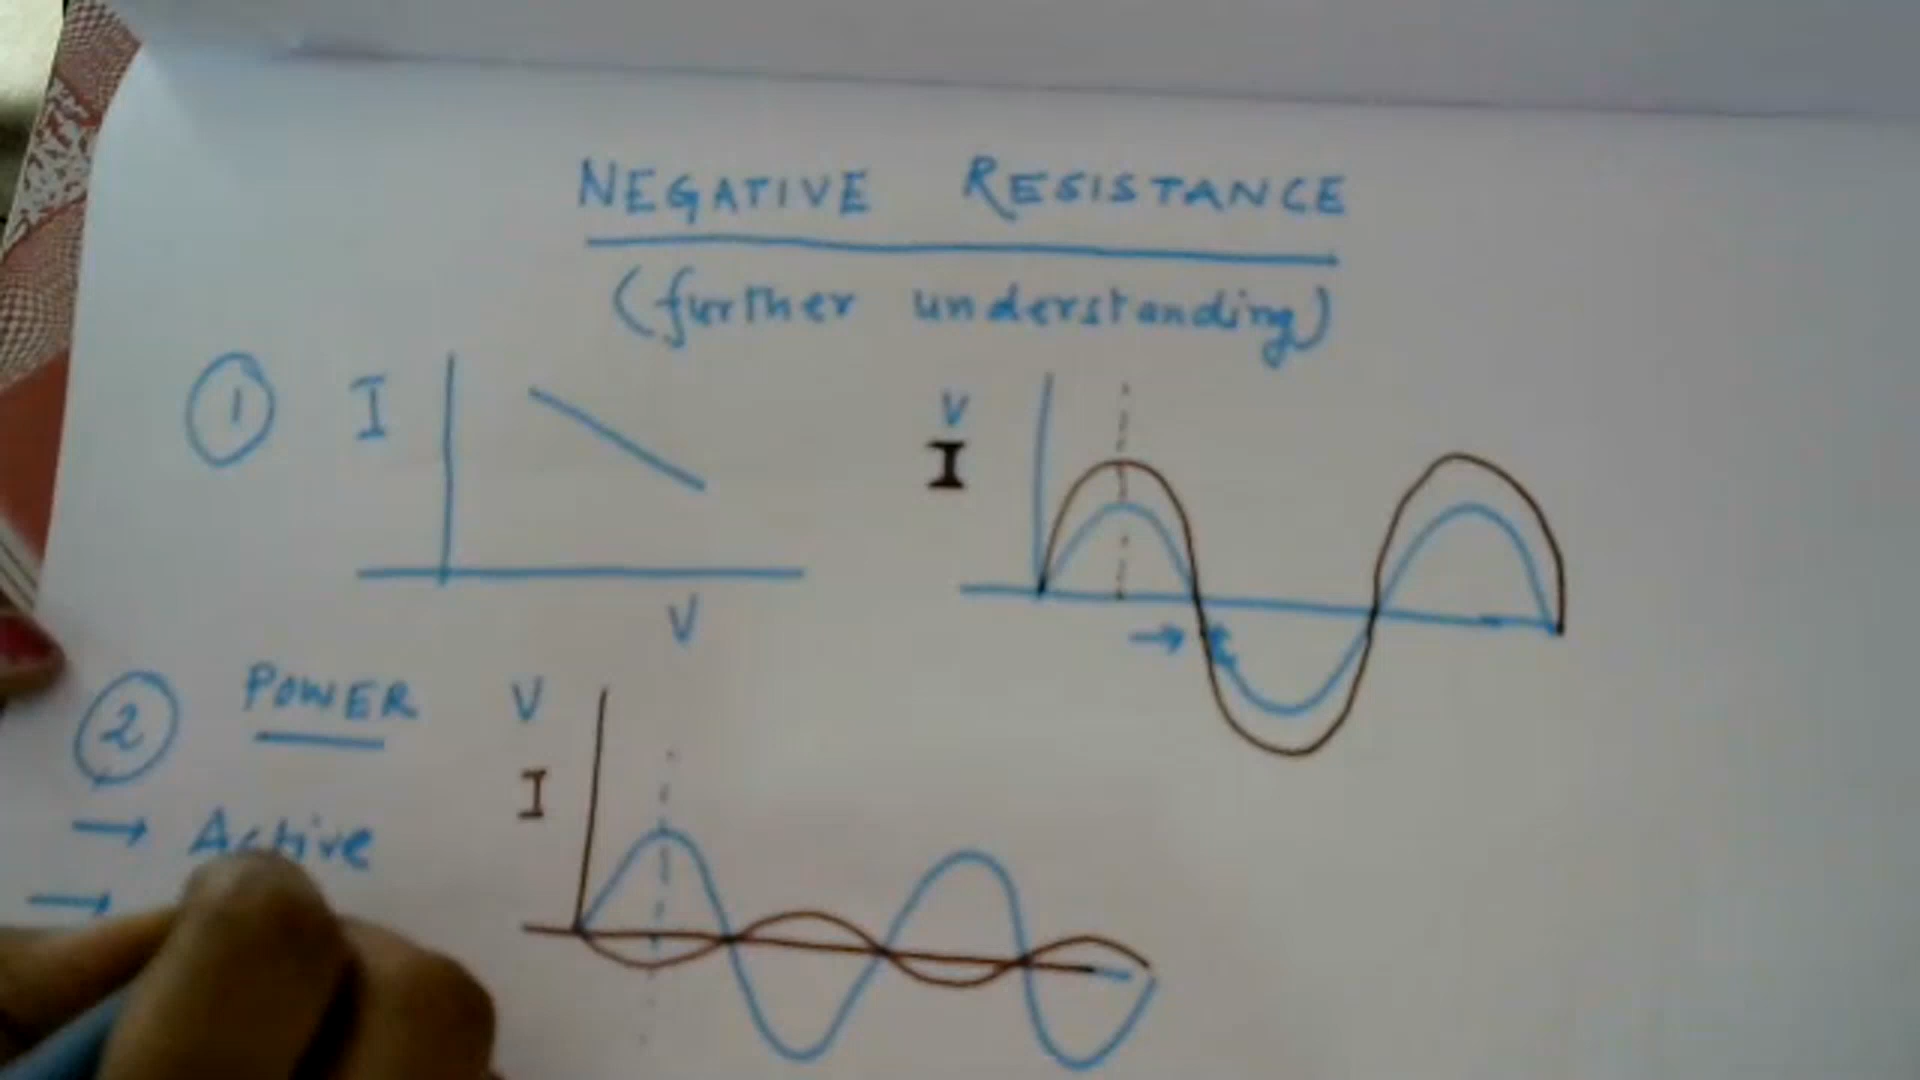 NEGATIVE RESISTANCE
(further understanding)
1 I
V
V
I
2 POWER
→ Active
→
V
I